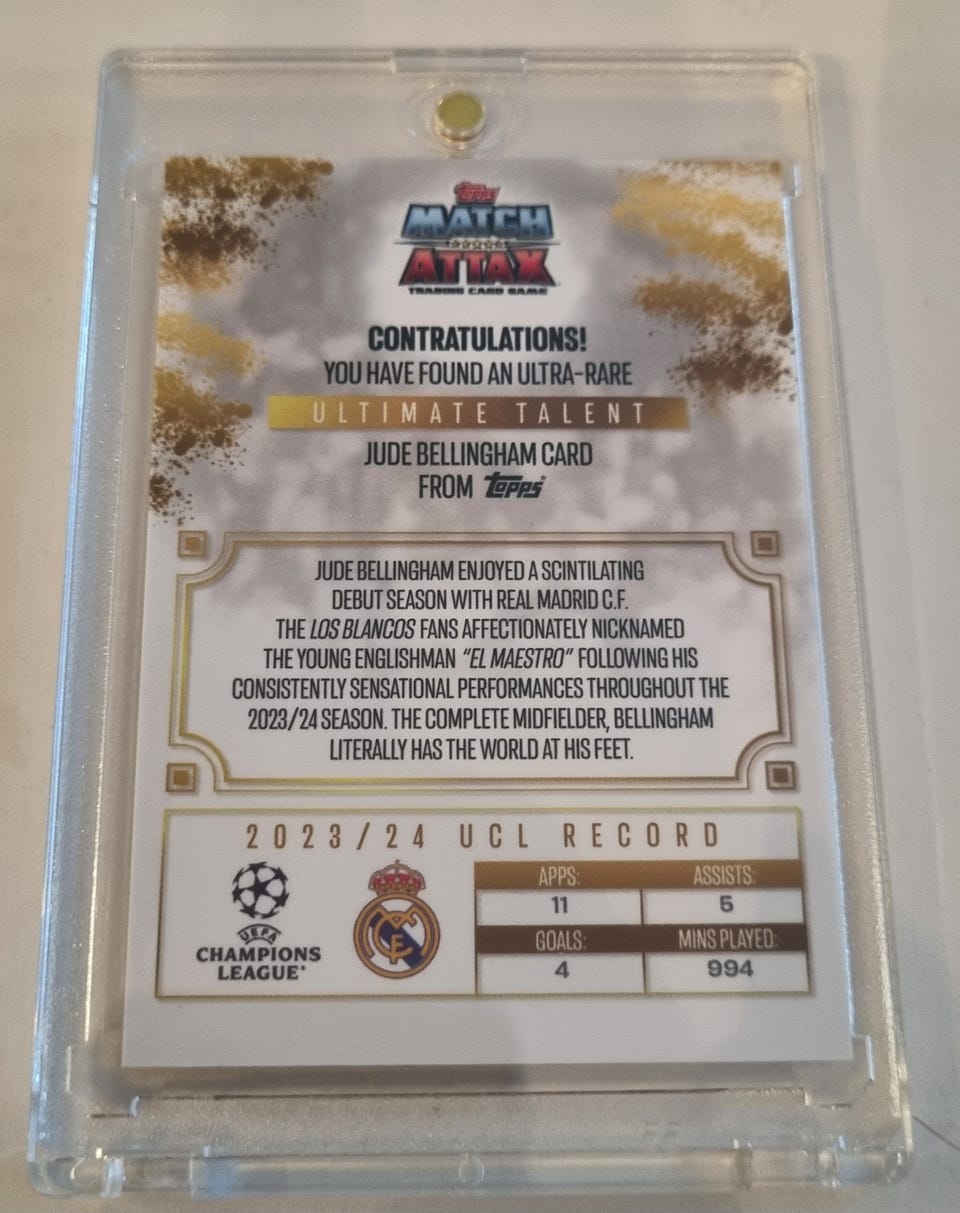 Topps
MATCH
ATTAX
TRADING CARD GAME
CONTRATULATIONS!
YOU HAVE FOUND AN ULTRA-RARE
ULTIMATE TALENT
JUDE BELLINGHAM CARD
FROM Topps
JUDE BELLINGHAM ENJOYED A SCINTILATING
DEBUT SEASON WITH REAL MADRID C.F.
THE LOS BLANCOS FANS AFFECTIONATELY NICKNAMED
THE YOUNG ENGLISHMAN "EL MAESTRO" FOLLOWING HIS
CONSISTENTLY SENSATIONAL PERFORMANCES THROUGHOUT THE
2023/24 SEASON. THE COMPLETE MIDFIELDER, BELLINGHAM
LITERALLY HAS THE WORLD AT HIS FEET.
2023/24 UCL RECORD
UEFA
CHAMPIONS
LEAGUE®
APPS: ASSISTS:
11 5
GOALS: MINS PLAYED:
4 994